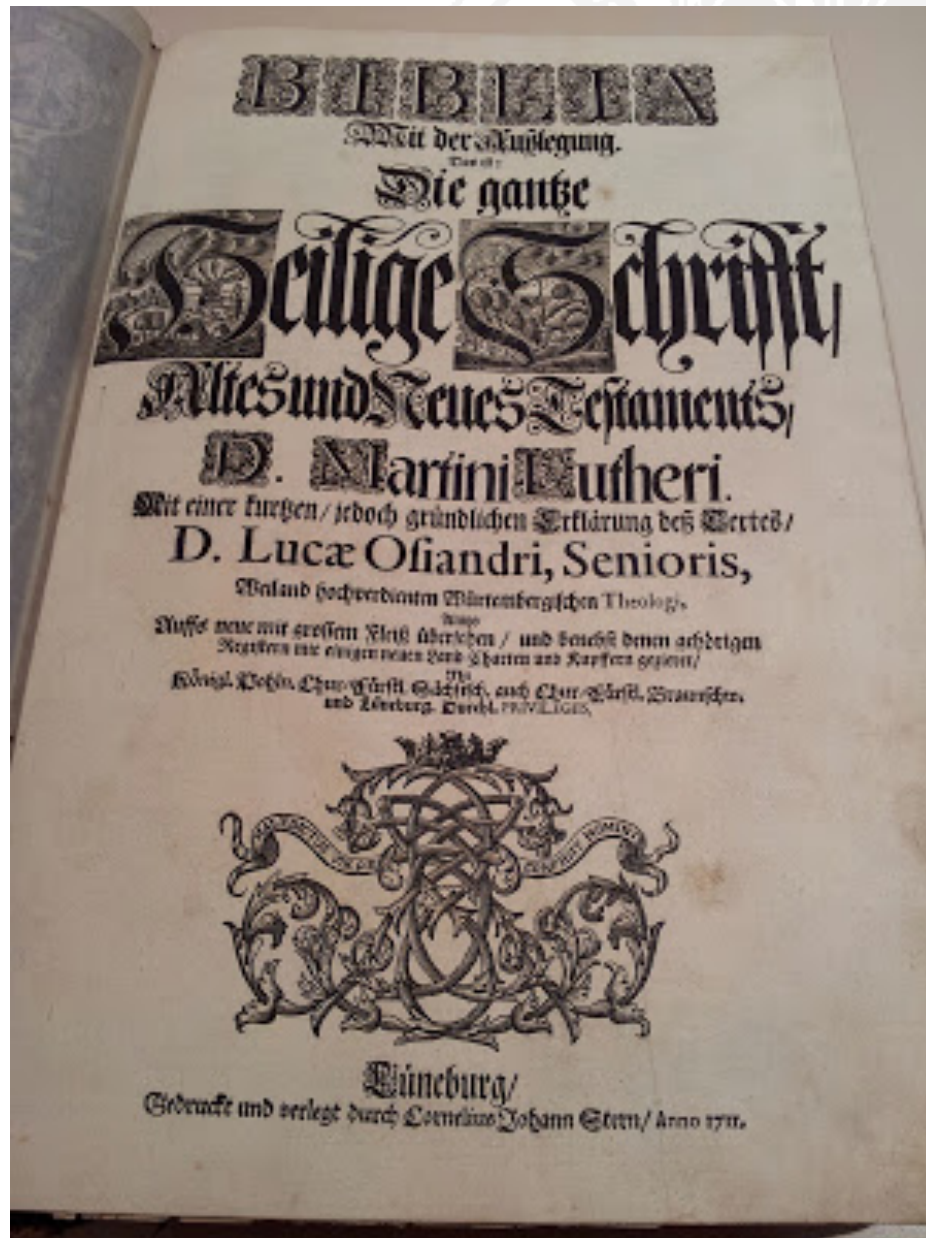 BIBLIA
Mit der Außlegung.
Das ist:
Die gantze
Heilige Schrifft/
Altes und Neues Testaments/
D. Martini Lutheri.
Mit einer kurtzen/ jedoch gründlichen Erklärung deß Textes/
D. Lucæ Osiandri, Senioris,
Weiland hochverdienten Würtembergischen Theologi,
Auffs neue mit grossem Fleiß übersehen/ und benebst denen gehörigen
Registern mit einigen neuen Land-Charten und Kupffern gezieret/
Mit
Königl. Pohln. Chur-Fürstl. Sächsisch. auch Chur-Fürstl. Braunschw.
und Lüneburg. Durchl. PRIVILEGIIS.
Lüneburg/
Gedruckt und verlegt durch Cornelius Johann Stern/ Anno 1711.